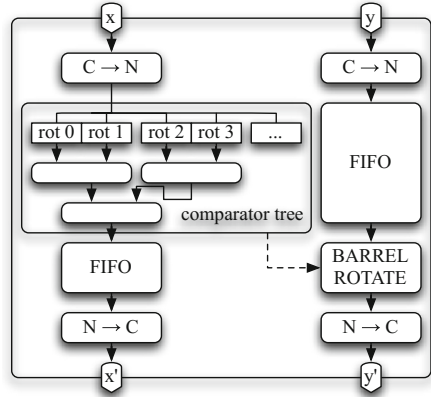 x
y
C → N
C → N
rot 0
rot 1
rot 2
rot 3
...
FIFO
comparator tree
FIFO
BARREL
ROTATE
N → C
N → C
x'
y'